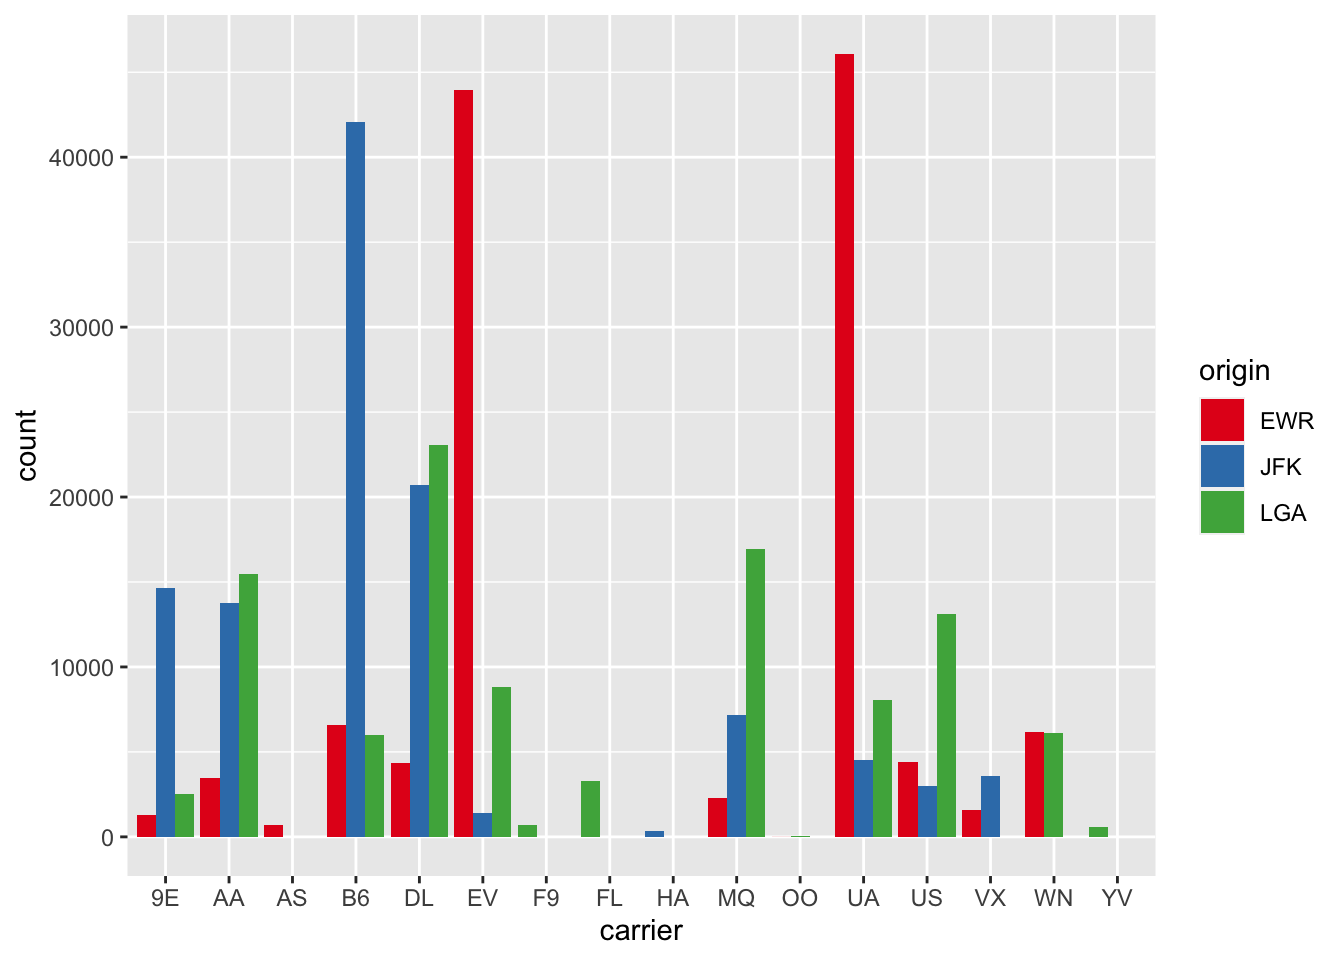 40000
30000
20000
10000
0
count
9E AA AS B6 DL EV F9 FL HA MQ OO UA US VX WN YV
carrier
origin
EWR
JFK
LGA